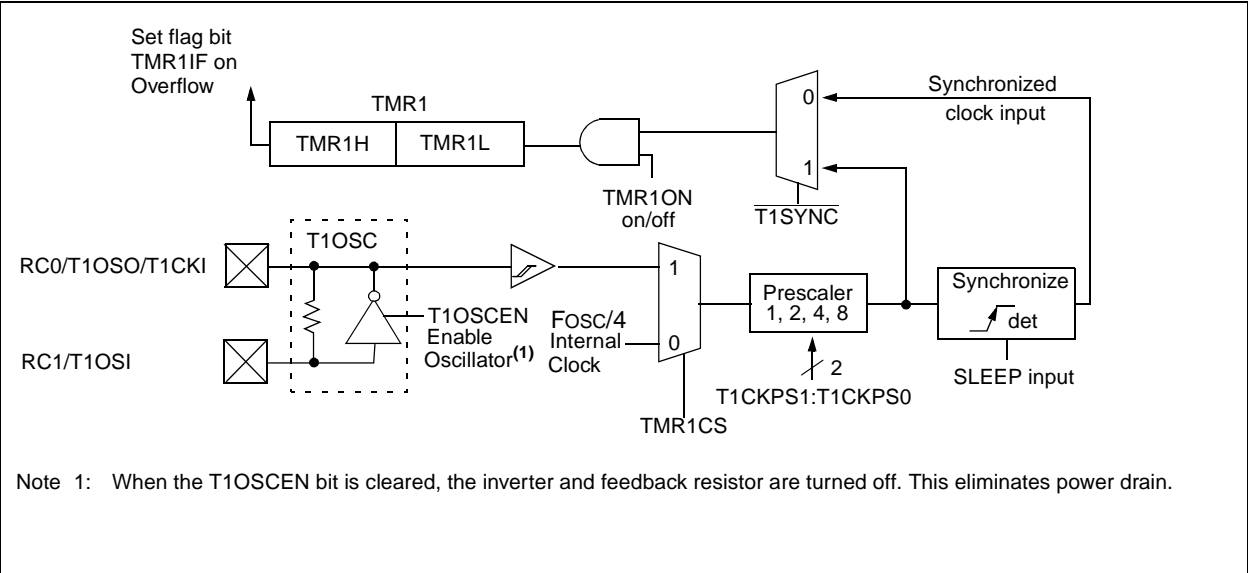 Set flag bit
TMR1IF on
Overflow
TMR1
TMR1H
TMR1L
TMR1ON
on/off
0
1
T1SYNC
Synchronized
clock input
RC0/T1OSO/T1CKI
T1OSC
RC1/T1OSI
T1OSCEN
Enable
Oscillator(1)
FOSC/4
Internal
Clock
1
0
TMR1CS
Prescaler
1, 2, 4, 8
2
T1CKPS1:T1CKPS0
Synchronize
det
SLEEP input
Note 1: When the T1OSCEN bit is cleared, the inverter and feedback resistor are turned off. This eliminates power drain.